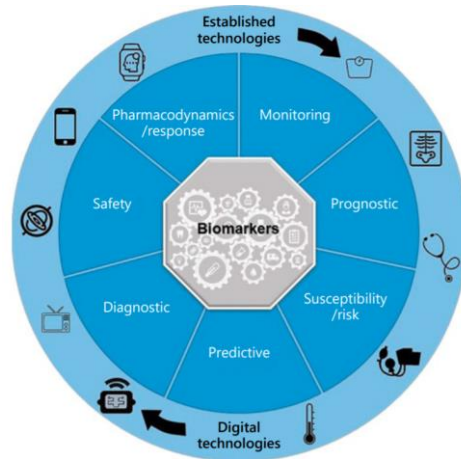 Established
technologies
Pharmacodynamics
/response
Monitoring
Safety
Biomarkers
Prognostic
Diagnostic
Susceptibility
/risk
Predictive
Digital
technologies